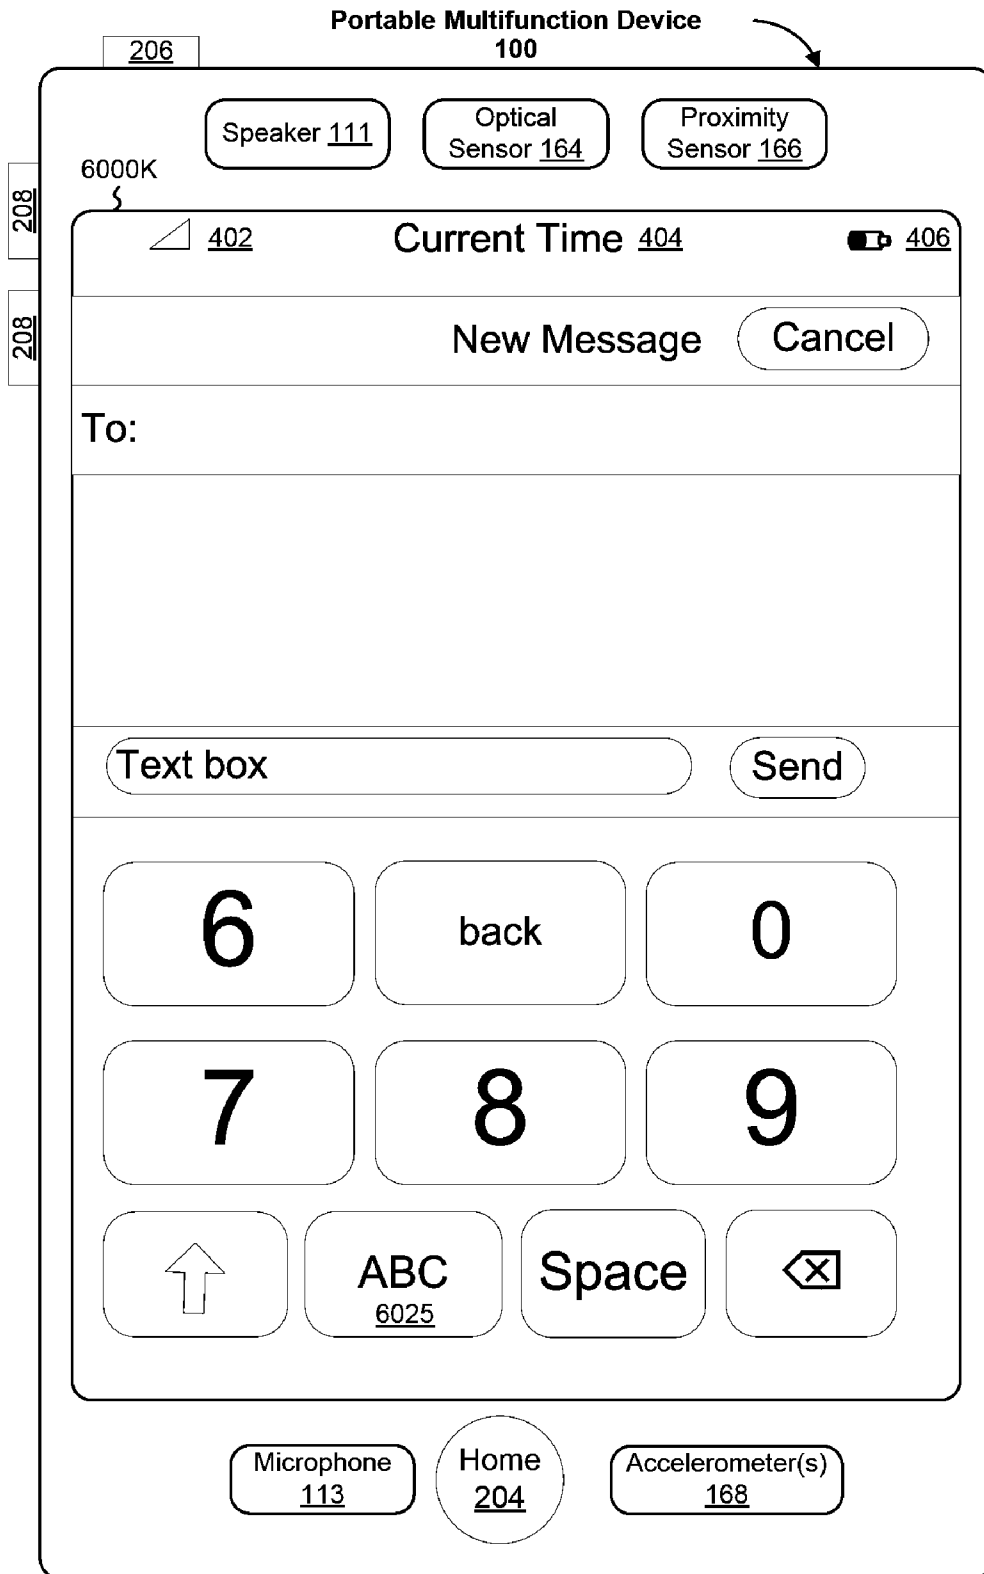 Portable Multifunction Device
100
206
Speaker 111
Optical
Sensor 164
Proximity
Sensor 166
6000K
208
402
Current Time 404
406
208
New Message
Cancel
To:
Text box
Send
6
back
0
7
8
9
ABC
6025
Space
Microphone
113
Home
204
Accelerometer(s)
168